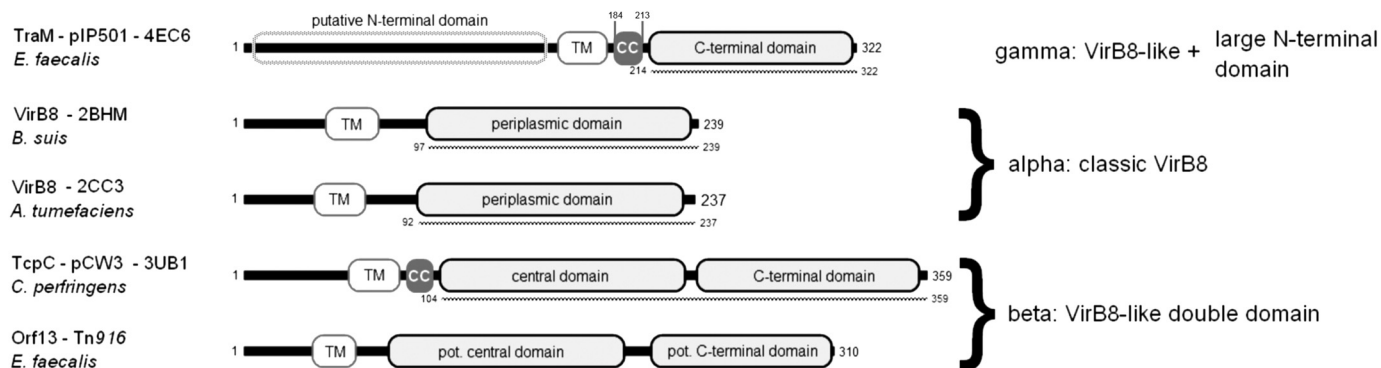 putative N-terminal domain
184 213
TraM - pIP501 - 4EC6
E. faecalis
1 TM CC C-terminal domain 322
214 322
gamma: VirB8-like + large N-terminal
domain
VirB8 - 2BHM
B. suis
1 TM periplasmic domain 239
97 239
alpha: classic VirB8
VirB8 - 2CC3
A. tumefaciens
1 TM periplasmic domain 237
92 237
TcpC - pCW3 - 3UB1
C. perfringens
1 TM CC central domain C-terminal domain 359
104 359
beta: VirB8-like double domain
Orf13 - Tn916
E. faecalis
1 TM pot. central domain pot. C-terminal domain 310